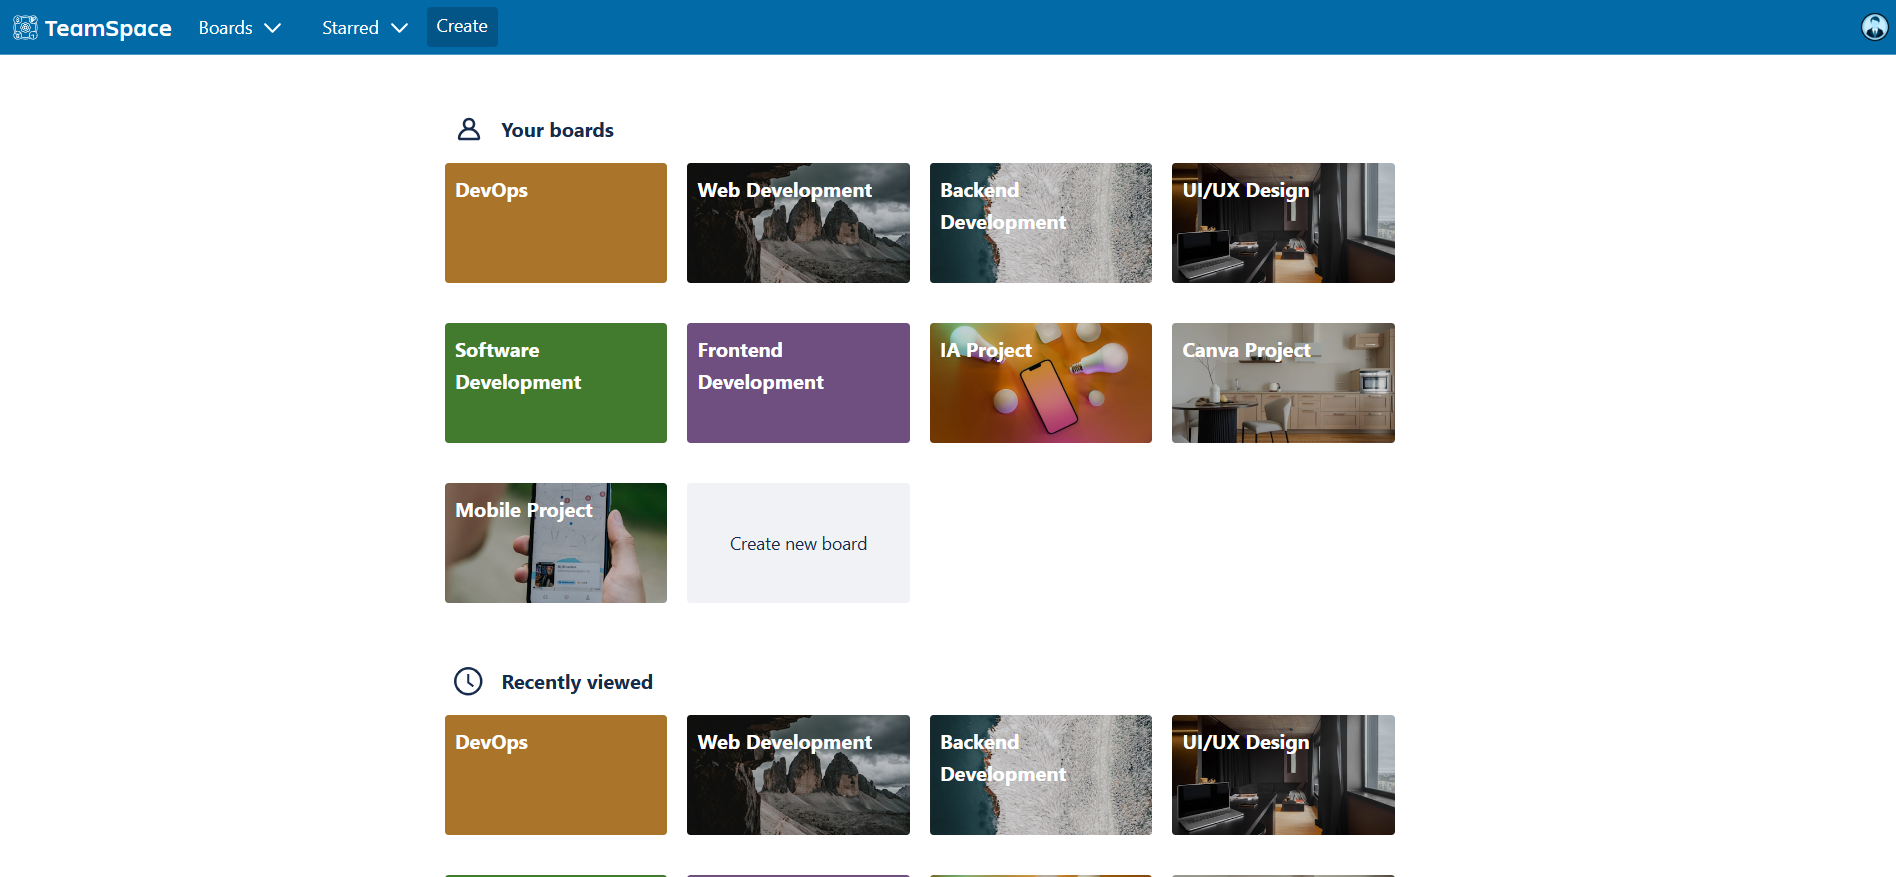 TeamSpace
Boards
Starred
Create
Your boards
DevOps
Web Development
Backend
Development
UI/UX Design
Software
Development
Frontend
Development
IA Project
Canva Project
Mobile Project
Create new board
Recently viewed
DevOps
Web Development
Backend
Development
UI/UX Design